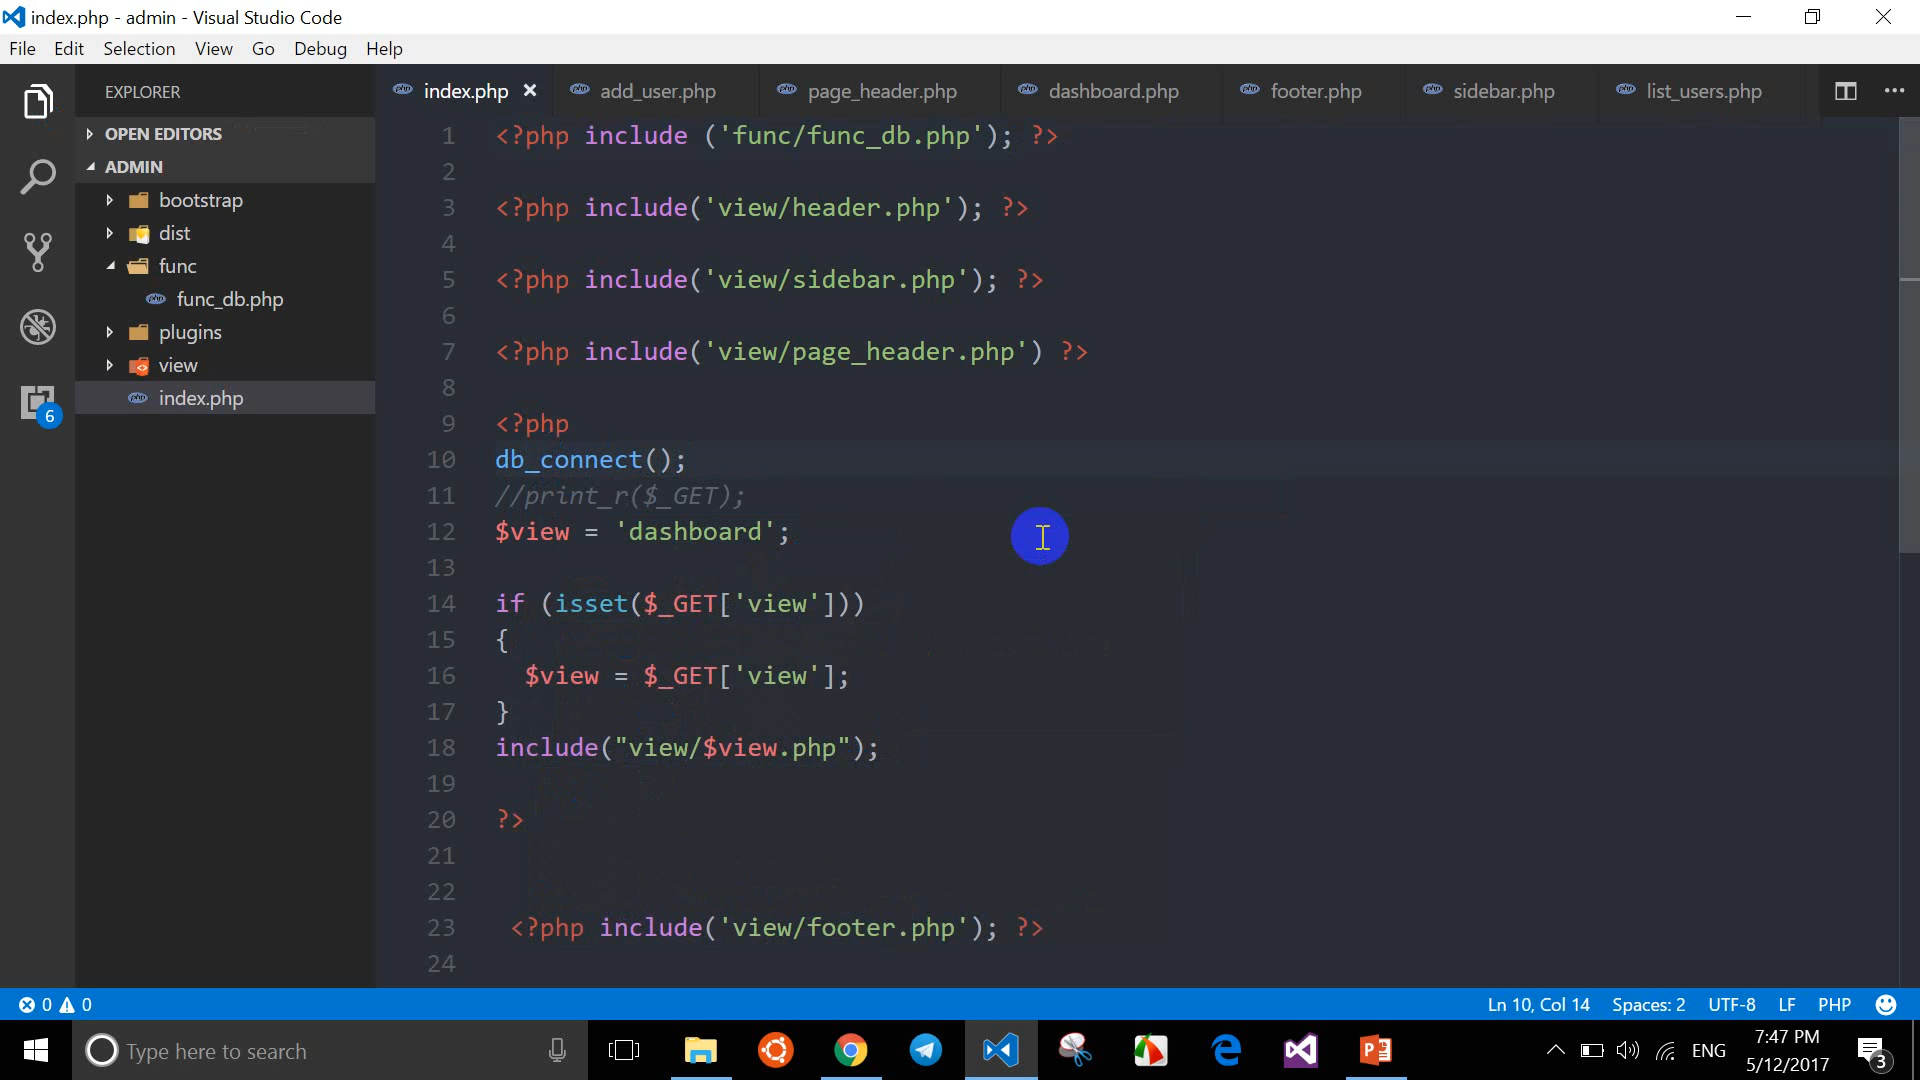 index.php - admin - Visual Studio Code
File Edit Selection View Go Debug Help
EXPLORER
OPEN EDITORS
ADMIN
bootstrap
dist
func
func_db.php
plugins
view
index.php
6
index.php add_user.php page_header.php dashboard.php footer.php sidebar.php list_users.php
1 <?php include ('func/func_db.php'); ?>
2
3 <?php include('view/header.php'); ?>
4
5 <?php include('view/sidebar.php'); ?>
6
7 <?php include('view/page_header.php') ?>
8
9 <?php
10 db_connect();
11 //print_r($_GET);
12 $view = 'dashboard';
13
14 if (isset($_GET['view']))
15 {
16 $view = $_GET['view'];
17 }
18 include("view/$view.php");
19
20 ?>
21
22
23 <?php include('view/footer.php'); ?>
24
0 0 Ln 10, Col 14 Spaces: 2 UTF-8 LF PHP
Type here to search
ENG
7:47 PM
5/12/2017
3